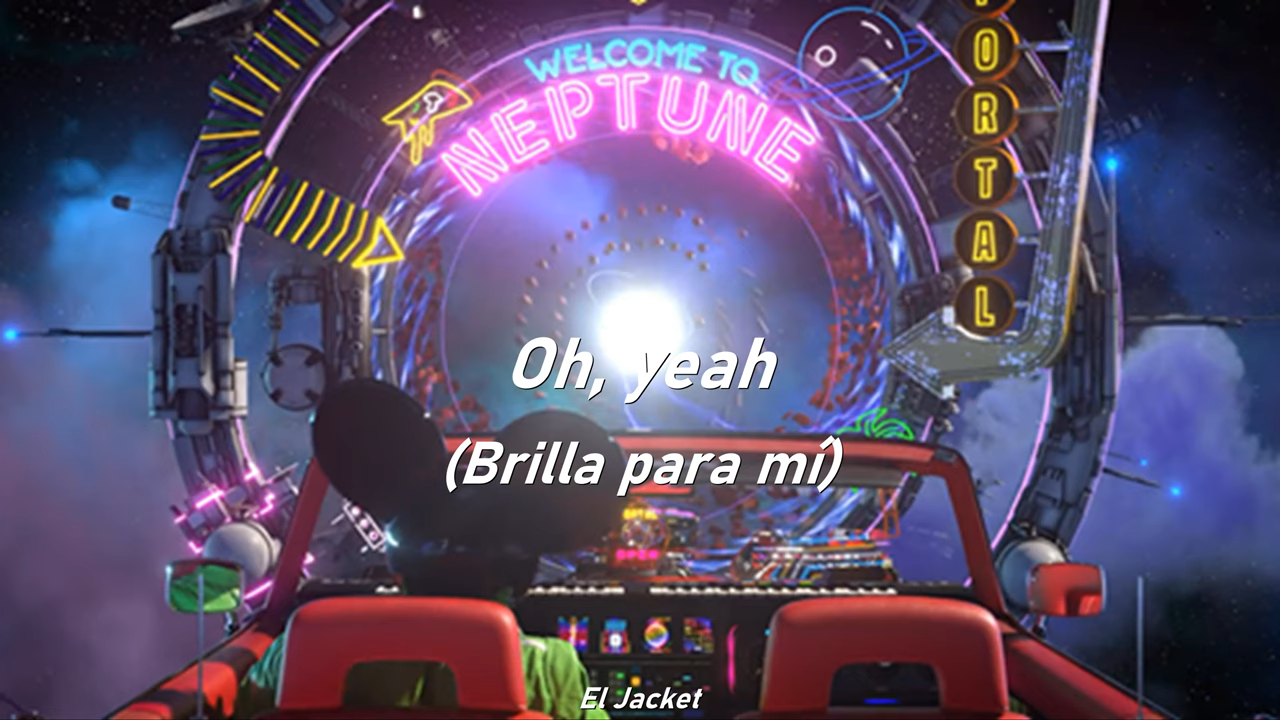 WELCOME TO
NEPTUNE
PORTAL
Oh, yeah
(Brilla para mí)
El Jacket